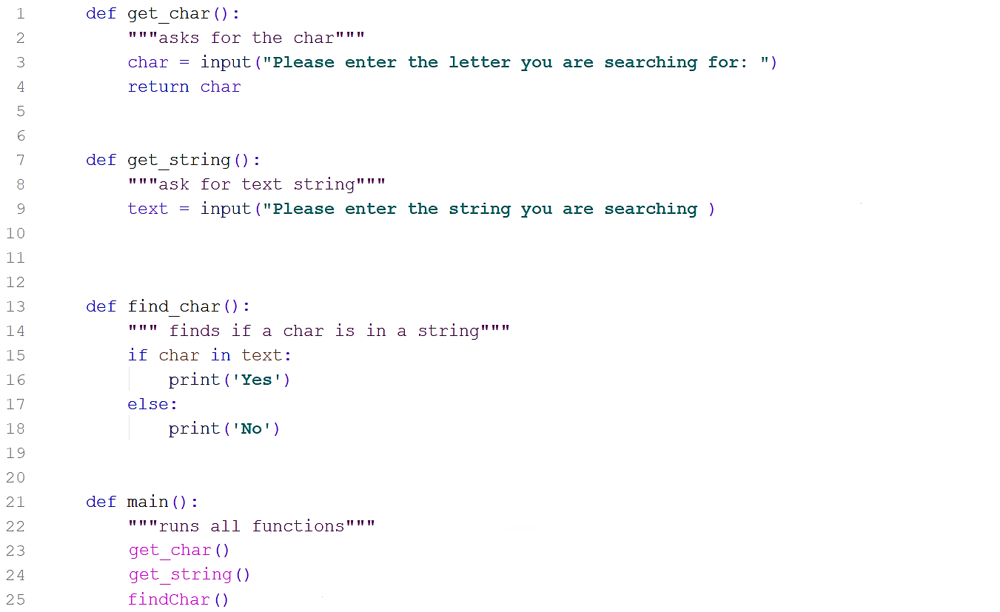 1 def get_char():
2 """asks for the char"""
3 char = input("Please enter the letter you are searching for: ")
4 return char
5
6
7 def get_string():
8 """ask for text string"""
9 text = input("Please enter the string you are searching )
10
11
12
13 def find_char():
14 """ finds if a char is in a string"""
15 if char in text:
16 print('Yes')
17 else:
18 print('No')
19
20
21 def main():
22 """runs all functions"""
23 get_char()
24 get_string()
25 findChar()